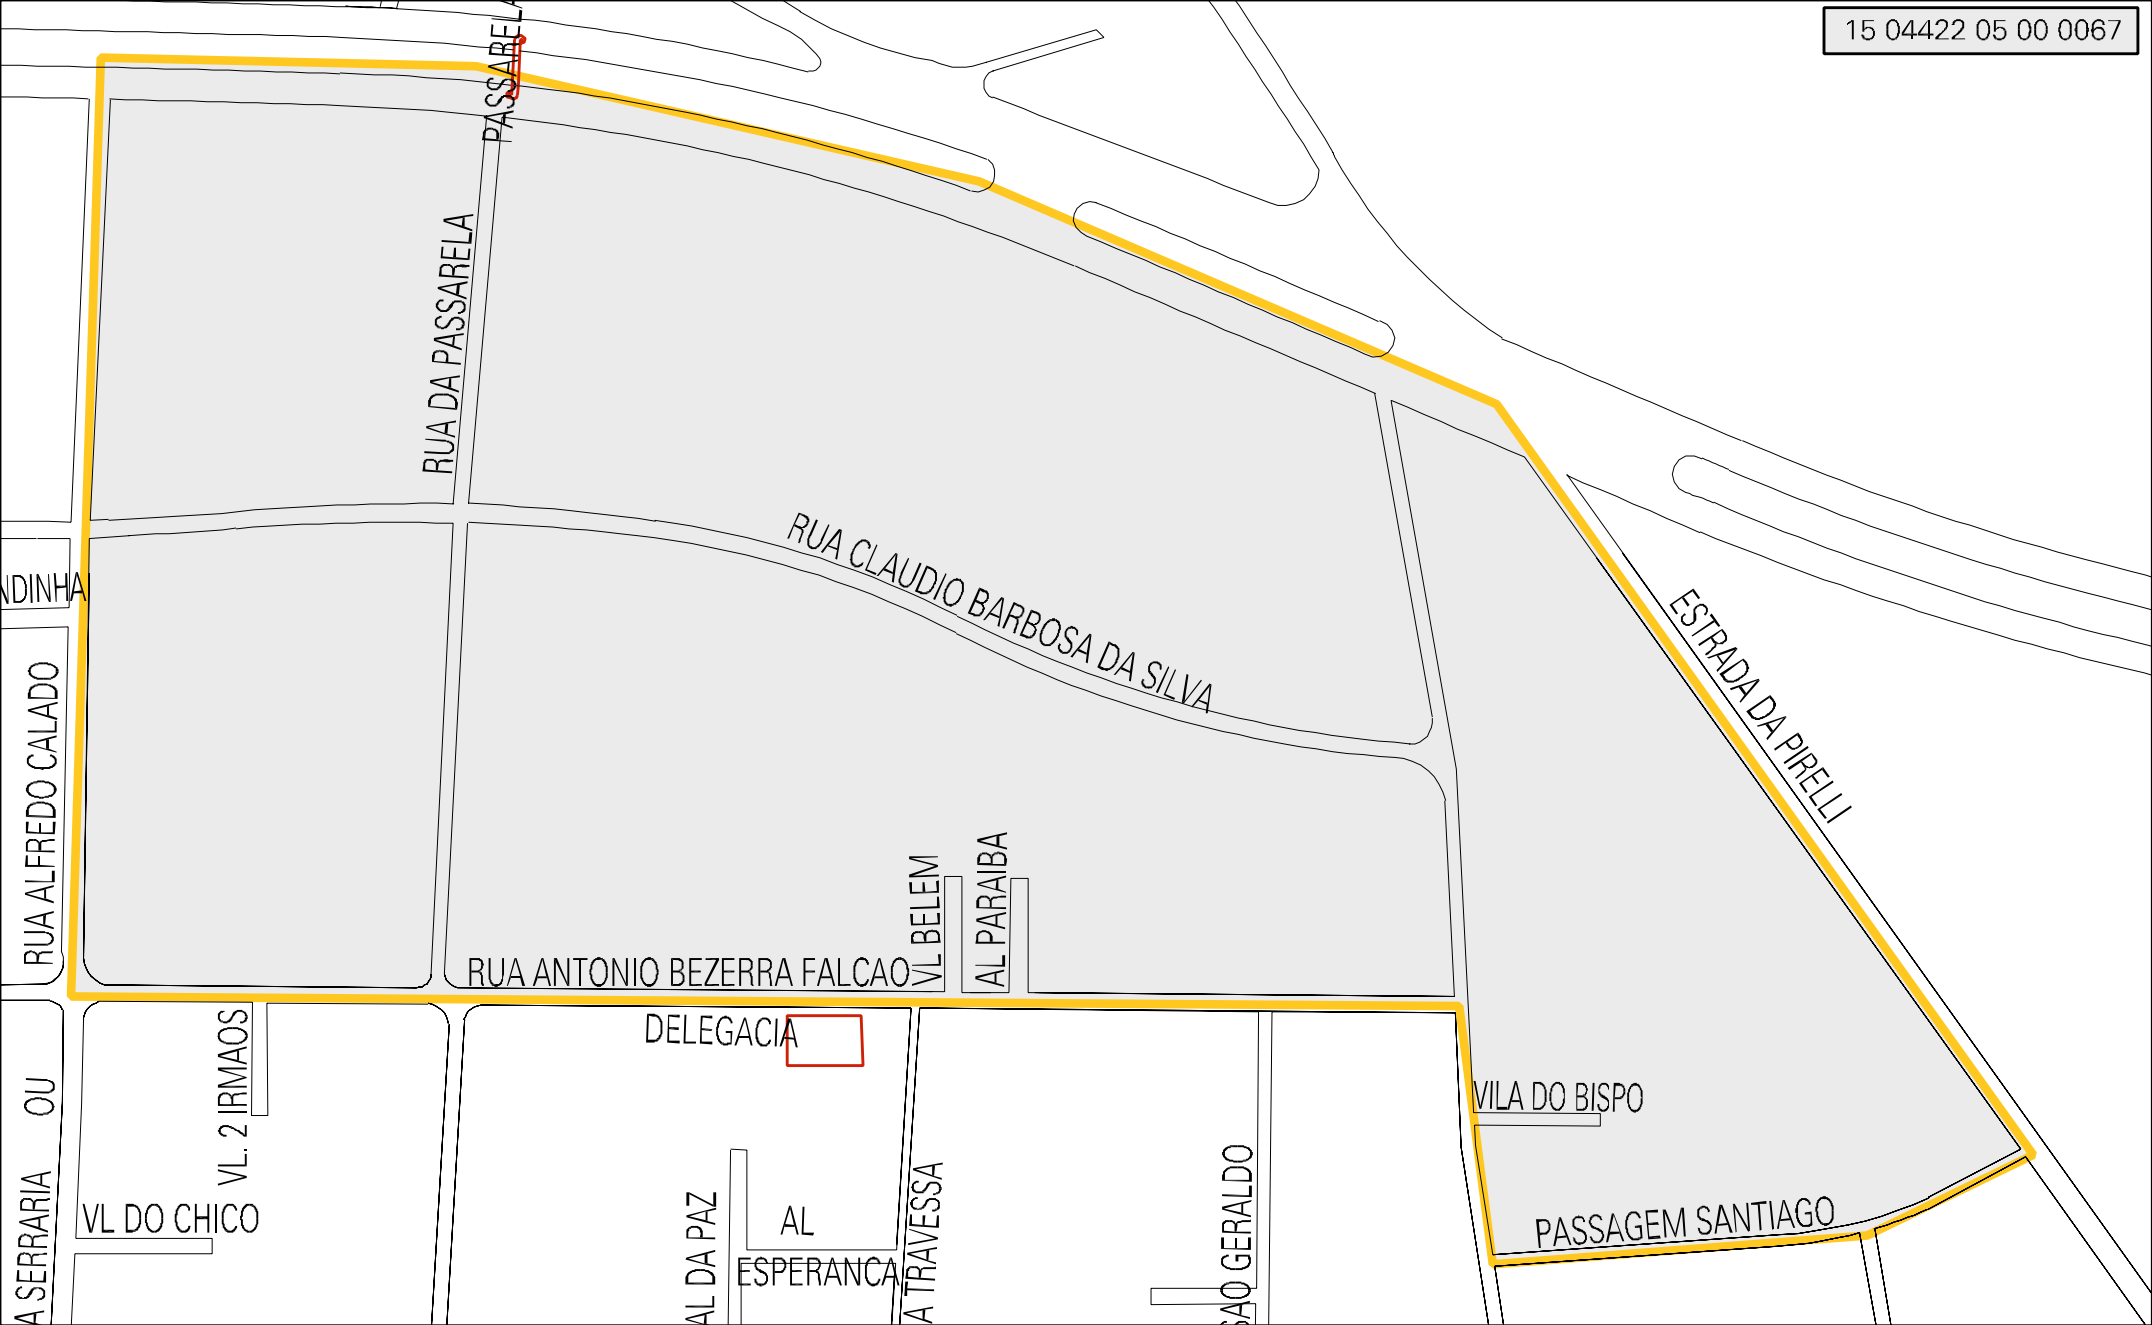 15 04422 05 00 0067
RUA DA PASSARELA
RUA CLAUDIO BARBOSA DA SILVA
ESTRADA DA PIRELLI
RUA ALFREDO CALADO
VL BELEM
AL PARAIBA
RUA ANTONIO BEZERRA FALCAO
DELEGACIA
VL. 2 IRMAOS
OU
VILA DO BISPO
VL DO CHICO
A SERRARIA
AL DA PAZ
AL
ESPERANCA
A TRAVESSA
SAO GERALDO
PASSAGEM SANTIAGO